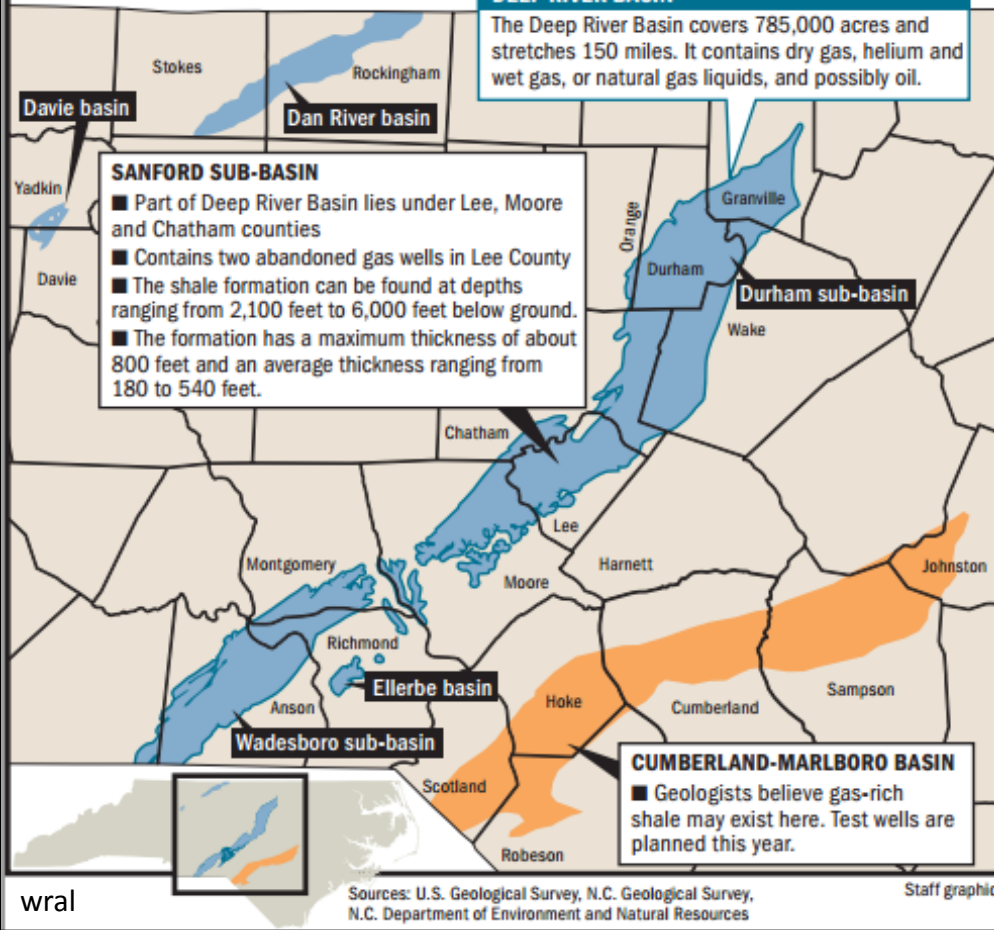 DEEP RIVER BASIN
The Deep River Basin covers 785,000 acres and
stretches 150 miles. It contains dry gas, helium and
wet gas, or natural gas liquids, and possibly oil.
Stokes
Rockingham
Davie basin
Dan River basin
SANFORD SUB-BASIN
■ Part of Deep River Basin lies under Lee, Moore
and Chatham counties
■ Contains two abandoned gas wells in Lee County
■ The shale formation can be found at depths
ranging from 2,100 feet to 6,000 feet below ground.
■ The formation has a maximum thickness of about
800 feet and an average thickness ranging from
180 to 540 feet.
Yadkin
Davie
Granville
Orange
Durham
Durham sub-basin
Wake
Chatham
Lee
Harnett
Johnston
Montgomery
Moore
Richmond
Ellerbe basin
Anson
Wadesboro sub-basin
Hoke
Cumberland
Sampson
Scotland
Robeson
CUMBERLAND-MARLBORO BASIN
■ Geologists believe gas-rich
shale may exist here. Test wells are
planned this year.
wral
Sources: U.S. Geological Survey, N.C. Geological Survey,
N.C. Department of Environment and Natural Resources
Staff graphic